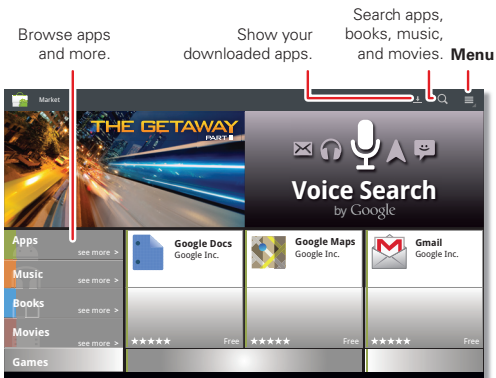 Browse apps
and more.
Show your
downloaded apps.
Search apps,
books, music,
and movies.
Menu
Market
THE GETAWAY
PART II
Voice Search
by Google
Apps
see more >
Music
see more >
Books
see more >
Movies
see more >
Games
Google Docs
Google Inc.
Google Maps
Google Inc.
Free
Gmail
Google Inc.
Free